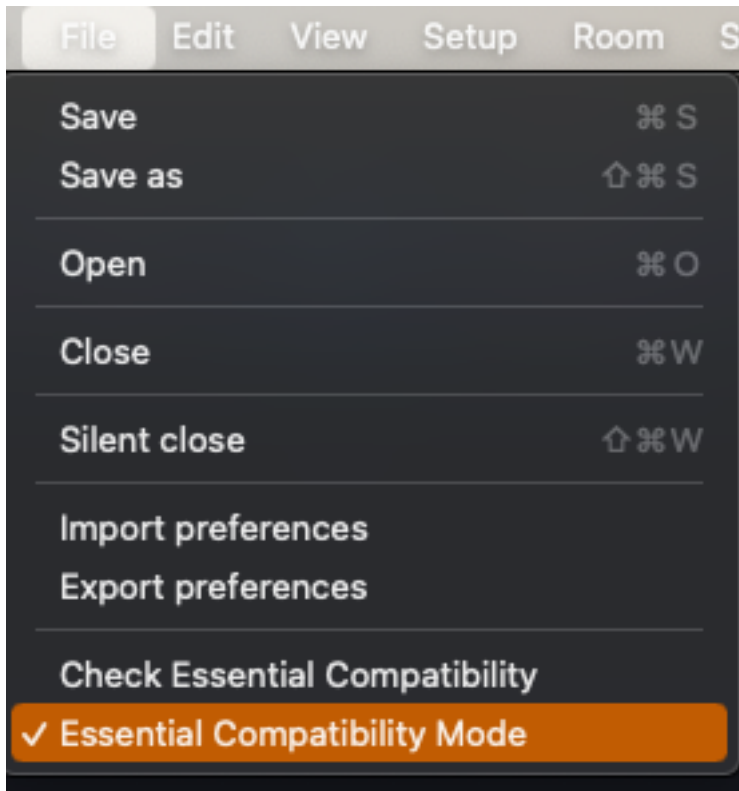 File Edit View Setup Room S
Save ⌘ S
Save as ⇧⌘ S
Open ⌘ O
Close ⌘ W
Silent close ⇧⌘ W
Import preferences
Export preferences
Check Essential Compatibility
✓ Essential Compatibility Mode